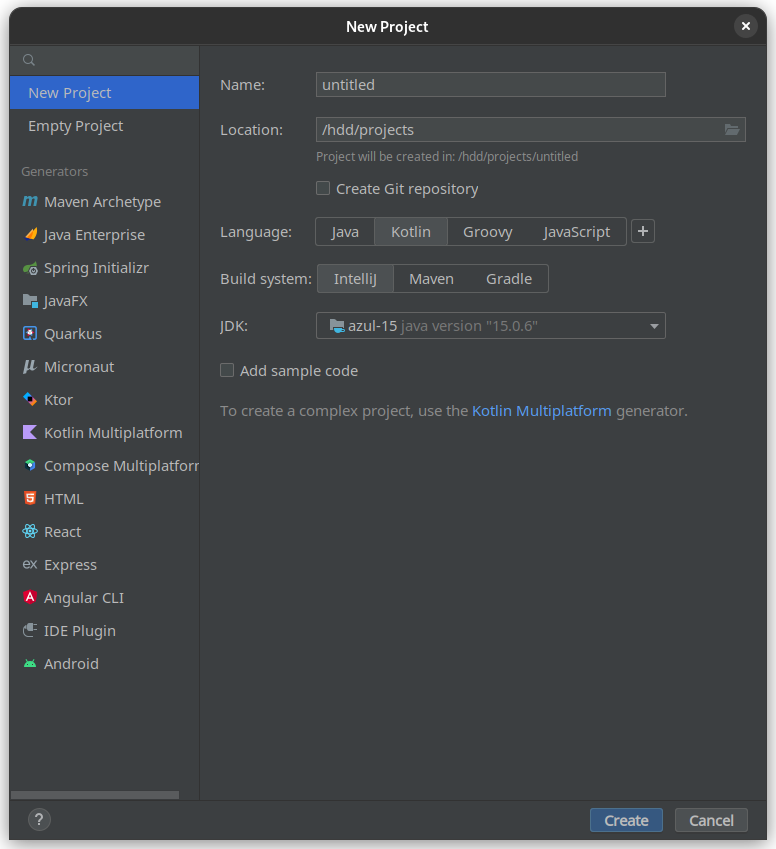 New Project
New Project
Empty Project
Generators
Maven Archetype
Java Enterprise
Spring Initializr
JavaFX
Quarkus
Micronaut
Ktor
Kotlin Multiplatform
Compose Multiplatforr
HTML
React
Express
Angular CLI
IDE Plugin
Android
Name: untitled
Location: /hdd/projects
Project will be created in: /hdd/projects/untitled
Create Git repository
Language: Java Kotlin Groovy JavaScript +
Build system: IntelliJ Maven Gradle
JDK: azul-15 java version "15.0.6"
Add sample code
To create a complex project, use the Kotlin Multiplatform generator.
? Create Cancel